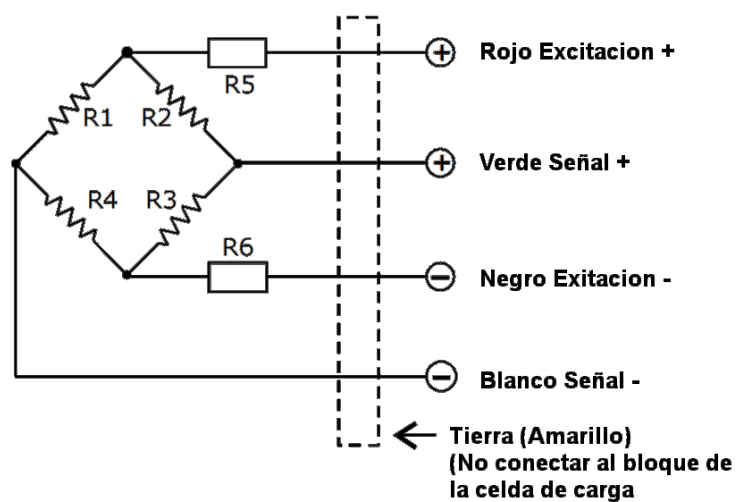 Rojo Excitacion +
R5
R1
R2
Verde Señal +
R4
R3
R6
Negro Exitacion -
Blanco Señal -
Tierra (Amarillo)
(No conectar al bloque de
la celda de carga